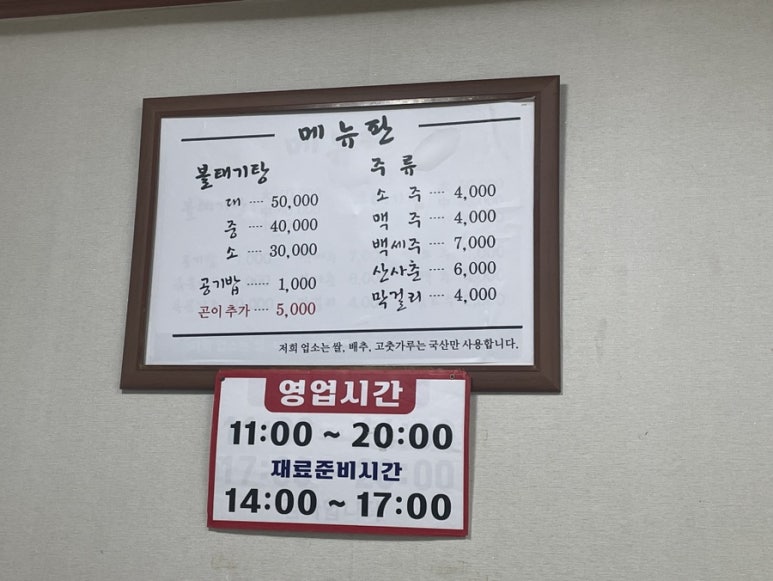 메뉴판
볼태기탕
대 ···· 50,000
중 ···· 40,000
소 ···· 30,000
공기밥 ······ 1,000
곤이 추가 ···· 5,000
주류
소 주 ···· 4,000
맥 주 ···· 4,000
백세주 ···· 7,000
산사춘 ···· 6,000
막걸리 ···· 4,000
저희 업소는 쌀, 배추, 고춧가루는 국산만 사용합니다.
영업시간
11:00 ~ 20:00
재료준비시간
14:00 ~ 17:00